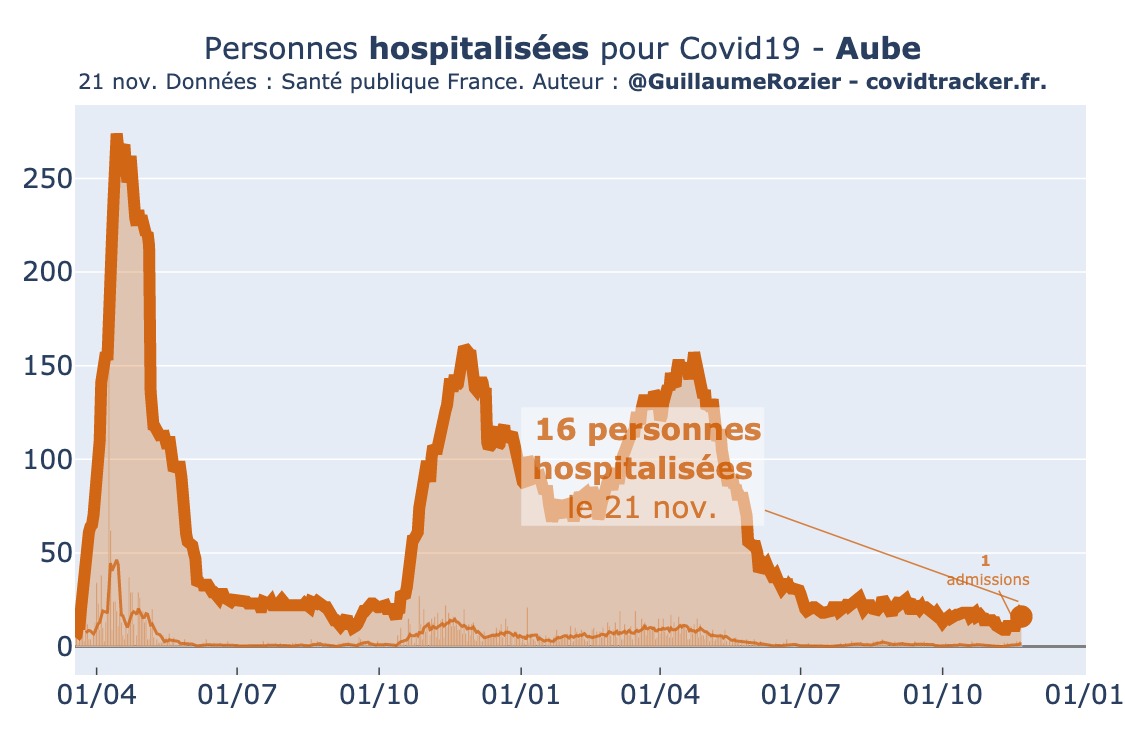 Personnes hospitalisées pour Covid19 - Aube
21 nov. Données : Santé publique France. Auteur : @GuillaumeRozier - covidtracker.fr.
250
200
150
100
50
0
16 personnes
hospitalisées
le 21 nov.
1
admissions
01/04 01/07 01/10 01/01 01/04 01/07 01/10 01/01